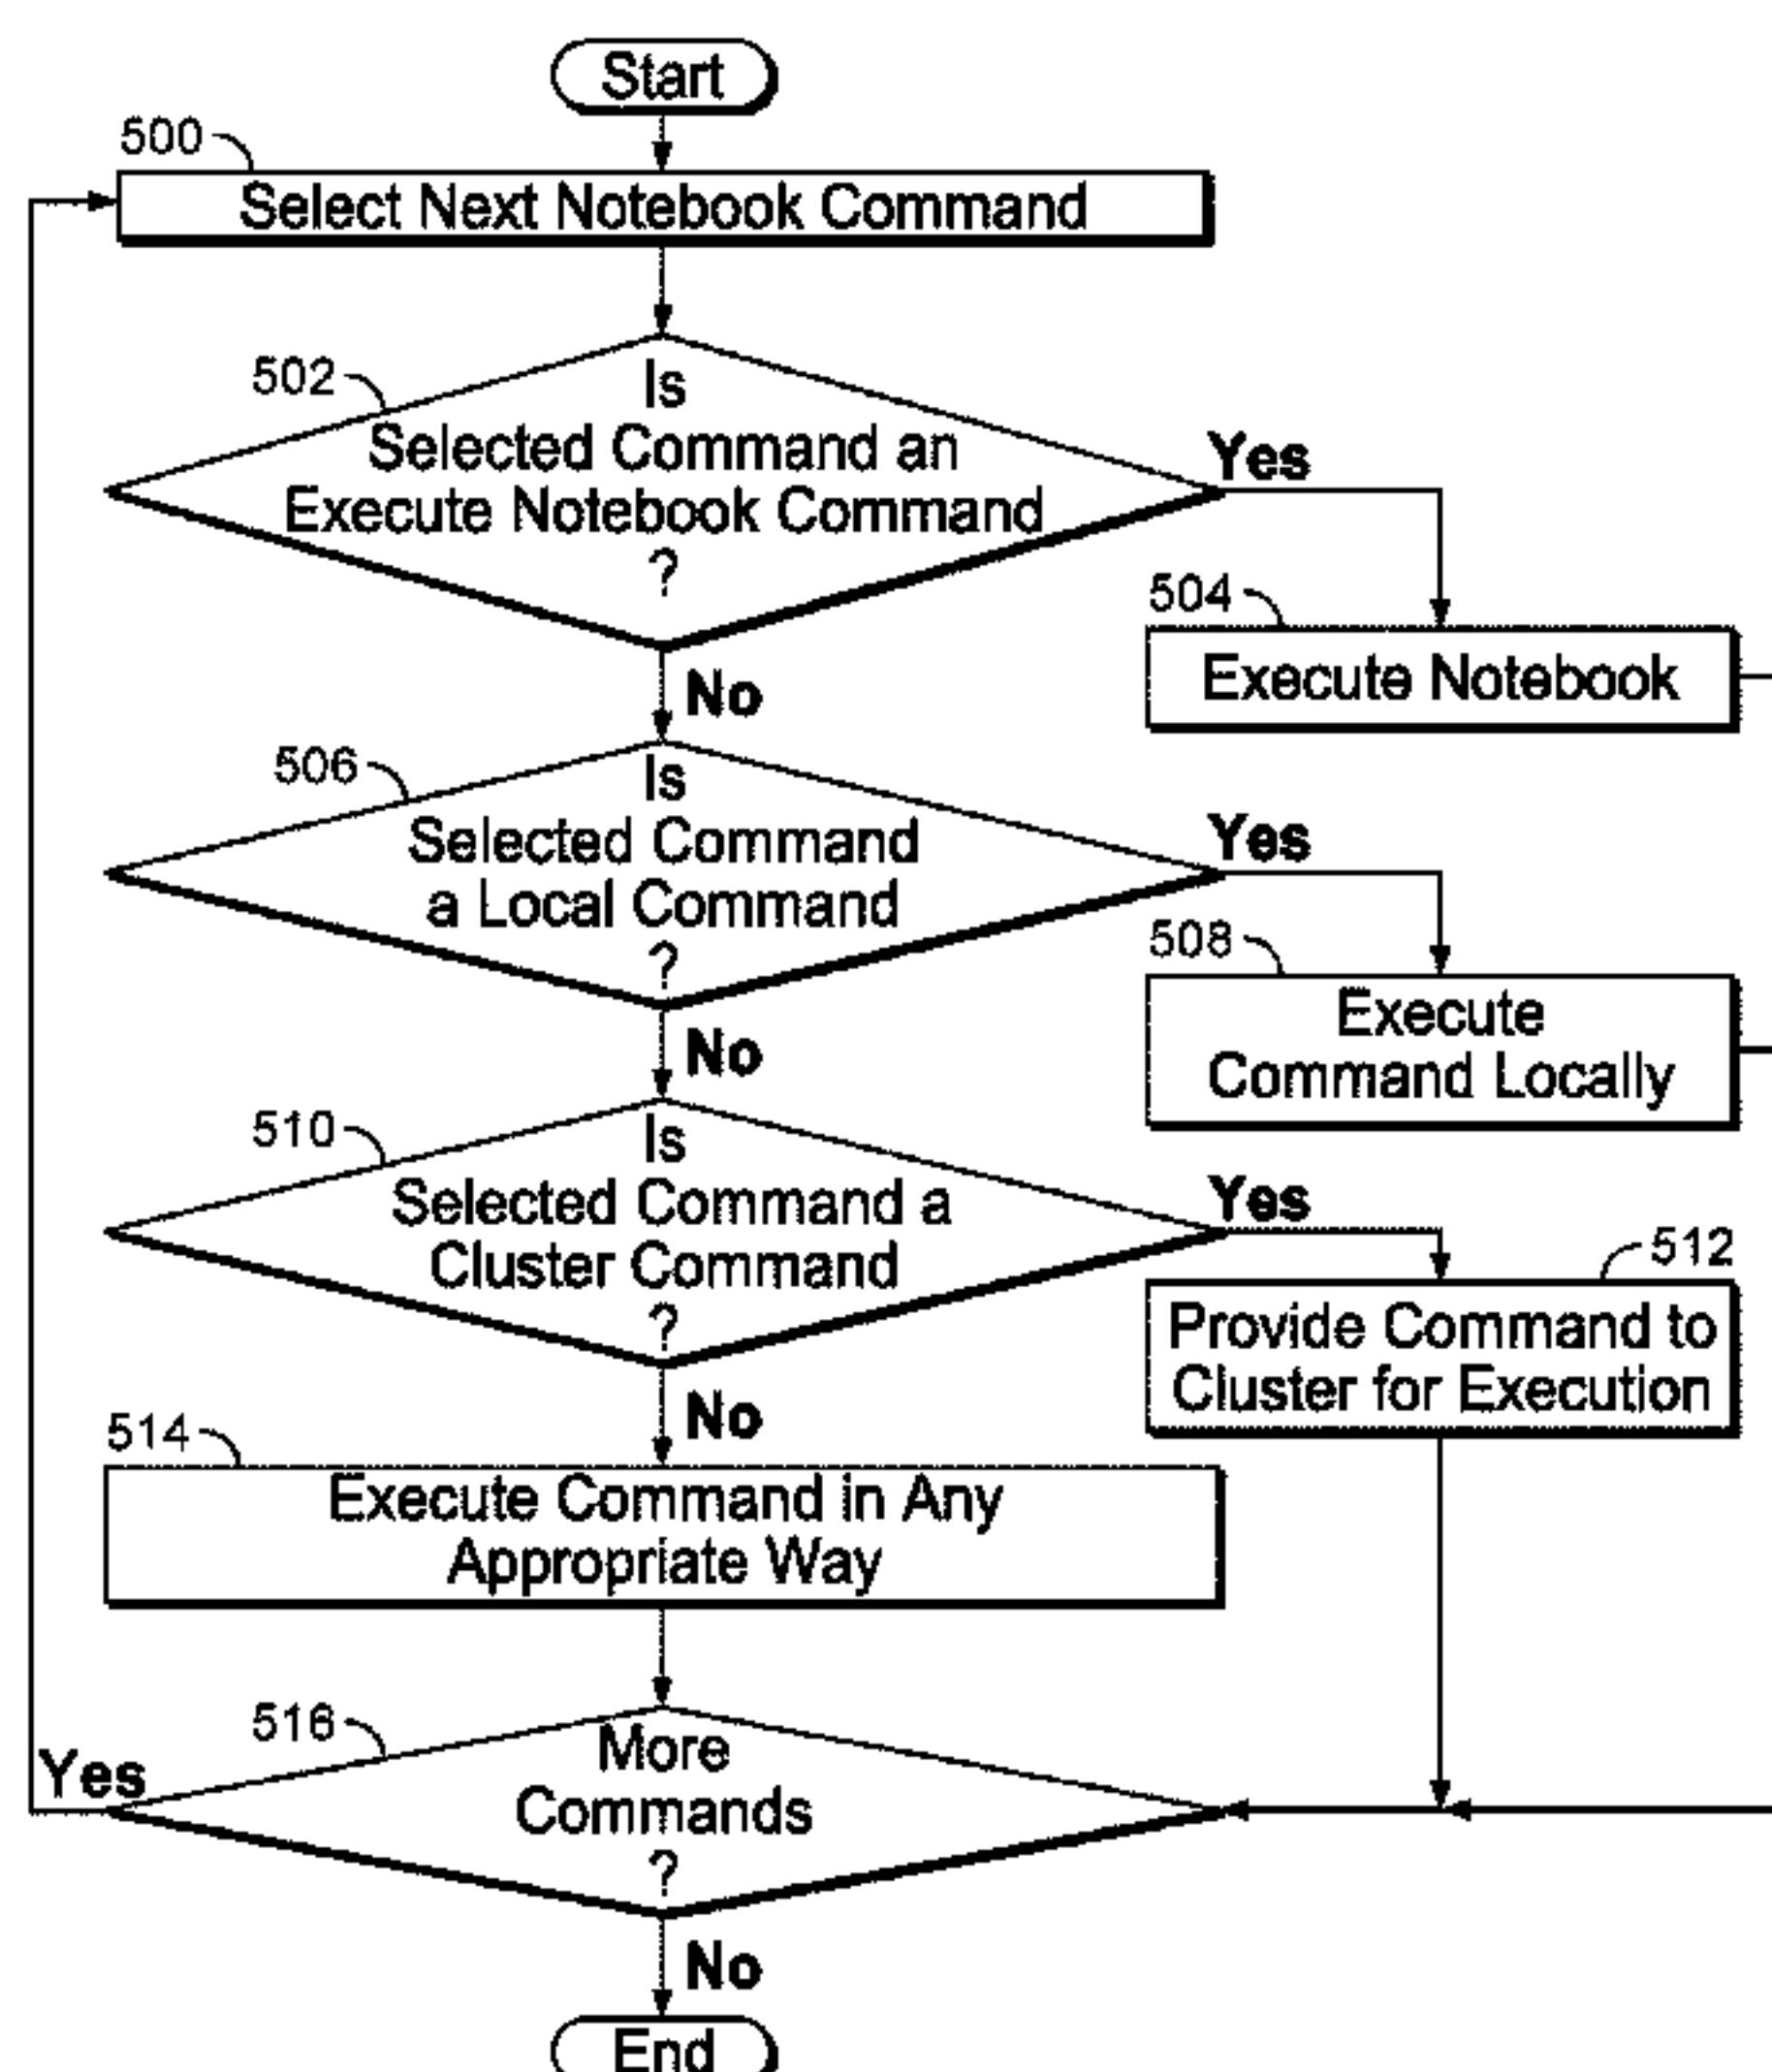 Start
500
Select Next Notebook Command
502
Is
Selected Command an
Execute Notebook Command
?
Yes
504
Execute Notebook
No
506
Is
Selected Command
a Local Command
?
Yes
508
Execute
Command Locally
No
510
Is
Selected Command a
Cluster Command
?
Yes
512
Provide Command to
Cluster for Execution
No
514
Execute Command in Any
Appropriate Way
516
More
Commands
?
Yes
No
End